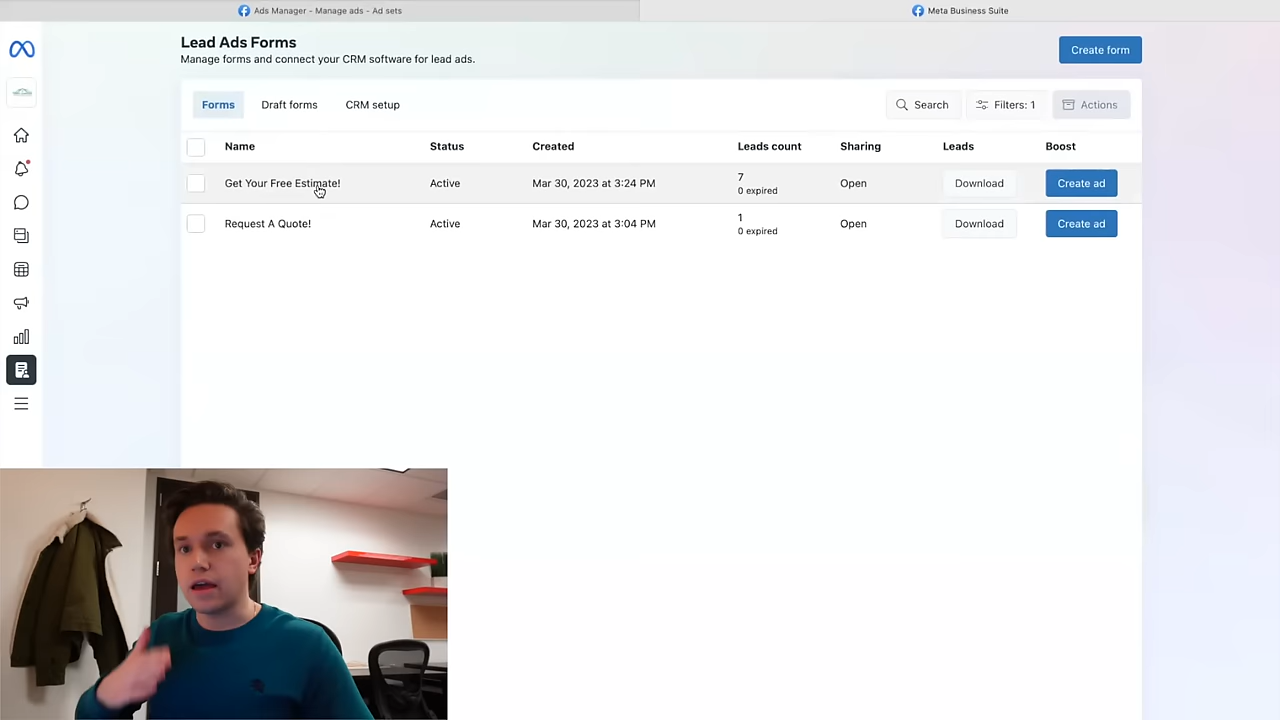 Ads Manager - Manage ads - Ad sets
Meta Business Suite
Lead Ads Forms
Manage forms and connect your CRM software for lead ads.
Create form
Forms
Draft forms
CRM setup
Search
Filters: 1
Actions
Name
Status
Created
Leads count
Sharing
Leads
Boost
Get Your Free Estimate!
Active
Mar 30, 2023 at 3:24 PM
7
0 expired
Open
Download
Create ad
Request A Quote!
Active
Mar 30, 2023 at 3:04 PM
1
0 expired
Open
Download
Create ad